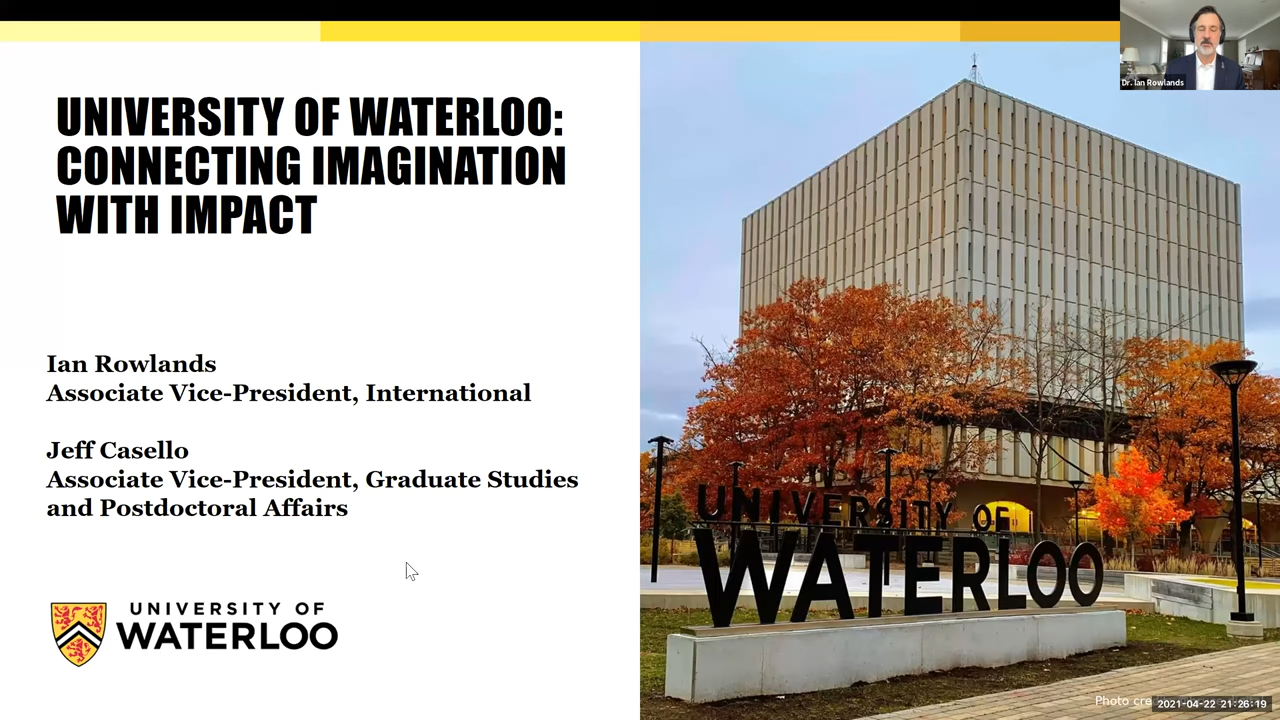 UNIVERSITY OF WATERLOO:
CONNECTING IMAGINATION
WITH IMPACT
Ian Rowlands
Associate Vice-President, International
Jeff Casello
Associate Vice-President, Graduate Studies
and Postdoctoral Affairs
UNIVERSITY OF
WATERLOO
Dr. Ian Rowlands
UNIVERSITY OF
WATERLOO
Photo
2021-04-22 21:26:19